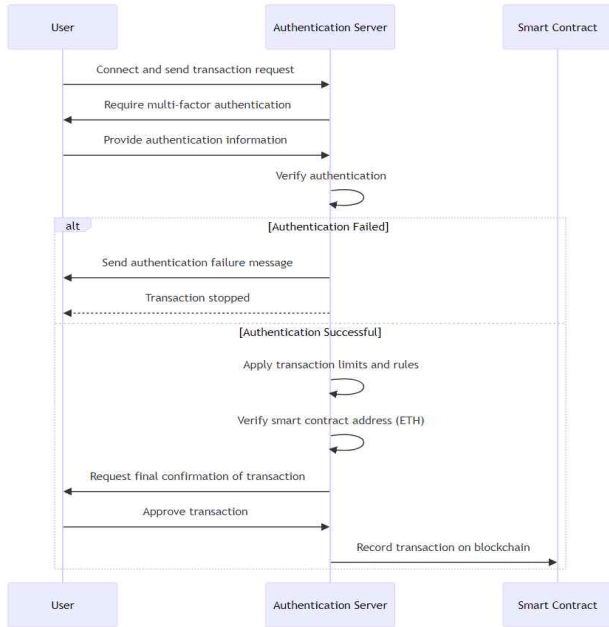 User Authentication Server Smart Contract
Connect and send transaction request
Require multi-factor authentication
Provide authentication information
Verify authentication
alt [Authentication Failed]
Send authentication failure message
Transaction stopped
[Authentication Successful]
Apply transaction limits and rules
Verify smart contract address (ETH)
Request final confirmation of transaction
Approve transaction
Record transaction on blockchain
User Authentication Server Smart Contract